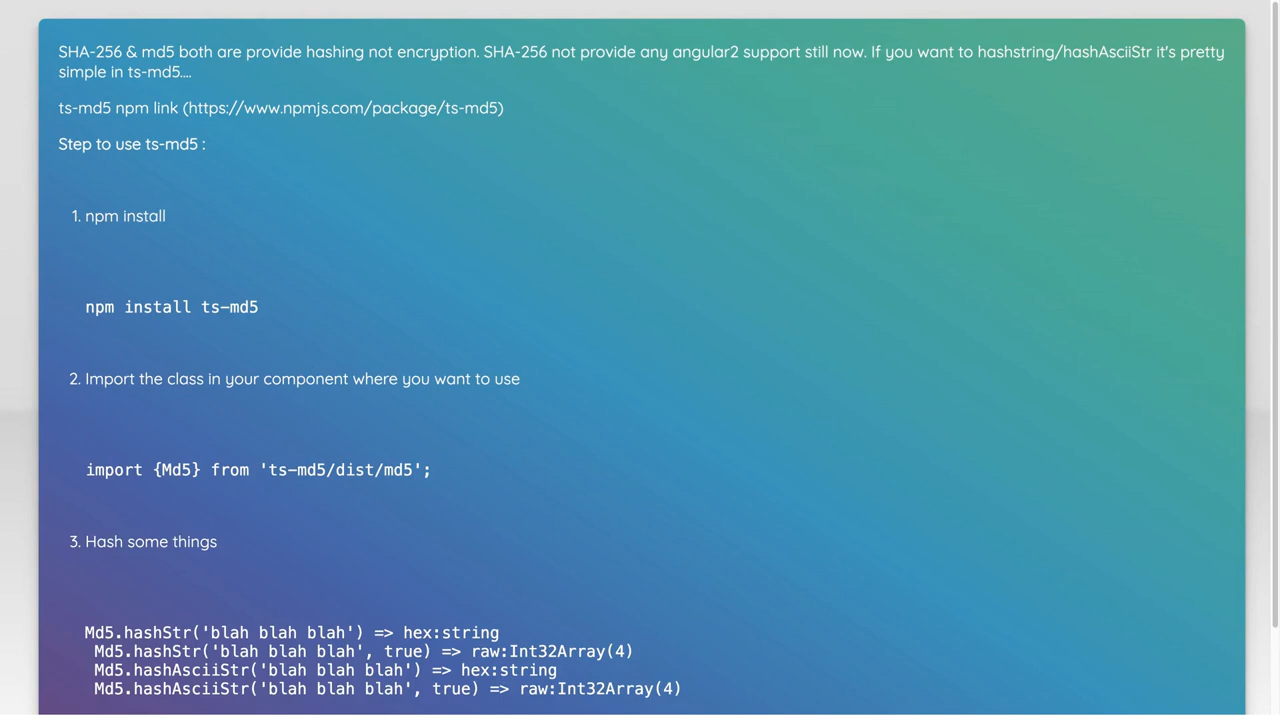 SHA-256 & md5 both are provide hashing not encryption. SHA-256 not provide any angular2 support still now. If you want to hashstring/hashAsciiStr it's pretty
simple in ts-md5....
ts-md5 npm link (https://www.npmjs.com/package/ts-md5)
Step to use ts-md5 :
1. npm install
npm install ts-md5
2. Import the class in your component where you want to use
import {Md5} from 'ts-md5/dist/md5';
3. Hash some things
Md5.hashStr('blah blah blah') => hex:string
Md5.hashStr('blah blah blah', true) => raw:Int32Array(4)
Md5.hashAsciiStr('blah blah blah') => hex:string
Md5.hashAsciiStr('blah blah blah', true) => raw:Int32Array(4)